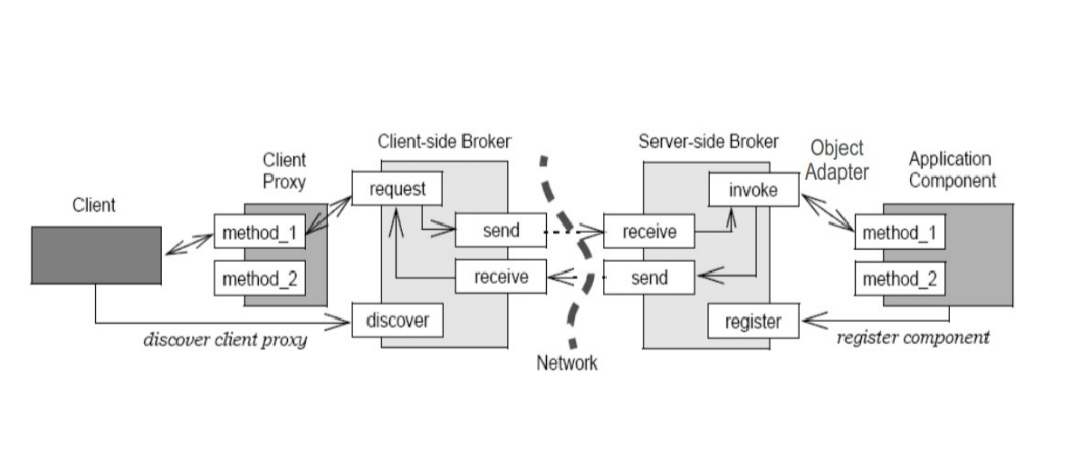 Client-side Broker
Server-side Broker
Object
Adapter
Client
Proxy
Application
Component
Client
request
invoke
method_1
send
receive
method_1
method_2
receive
send
method_2
discover
register
discover client proxy
register component
Network